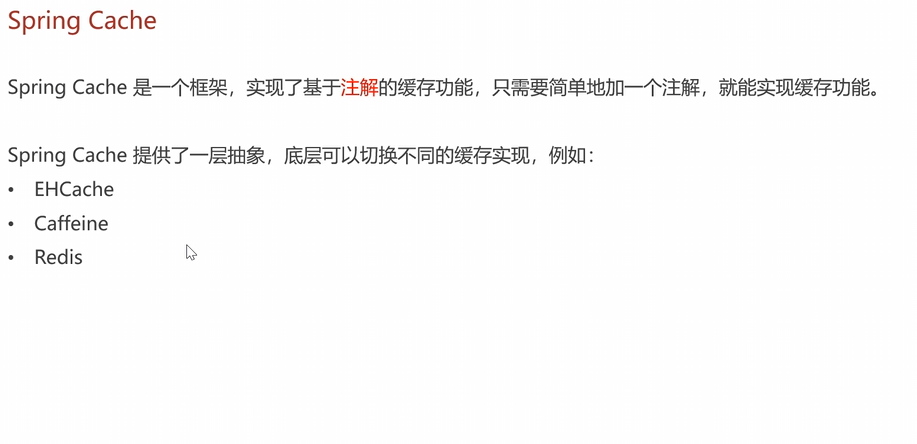 Spring Cache
Spring Cache 是一个框架，实现了基于注解的缓存功能，只需要简单地加一个注解，就能实现缓存功能。
Spring Cache 提供了一层抽象，底层可以切换不同的缓存实现，例如：
• EHCache
• Caffeine
• Redis